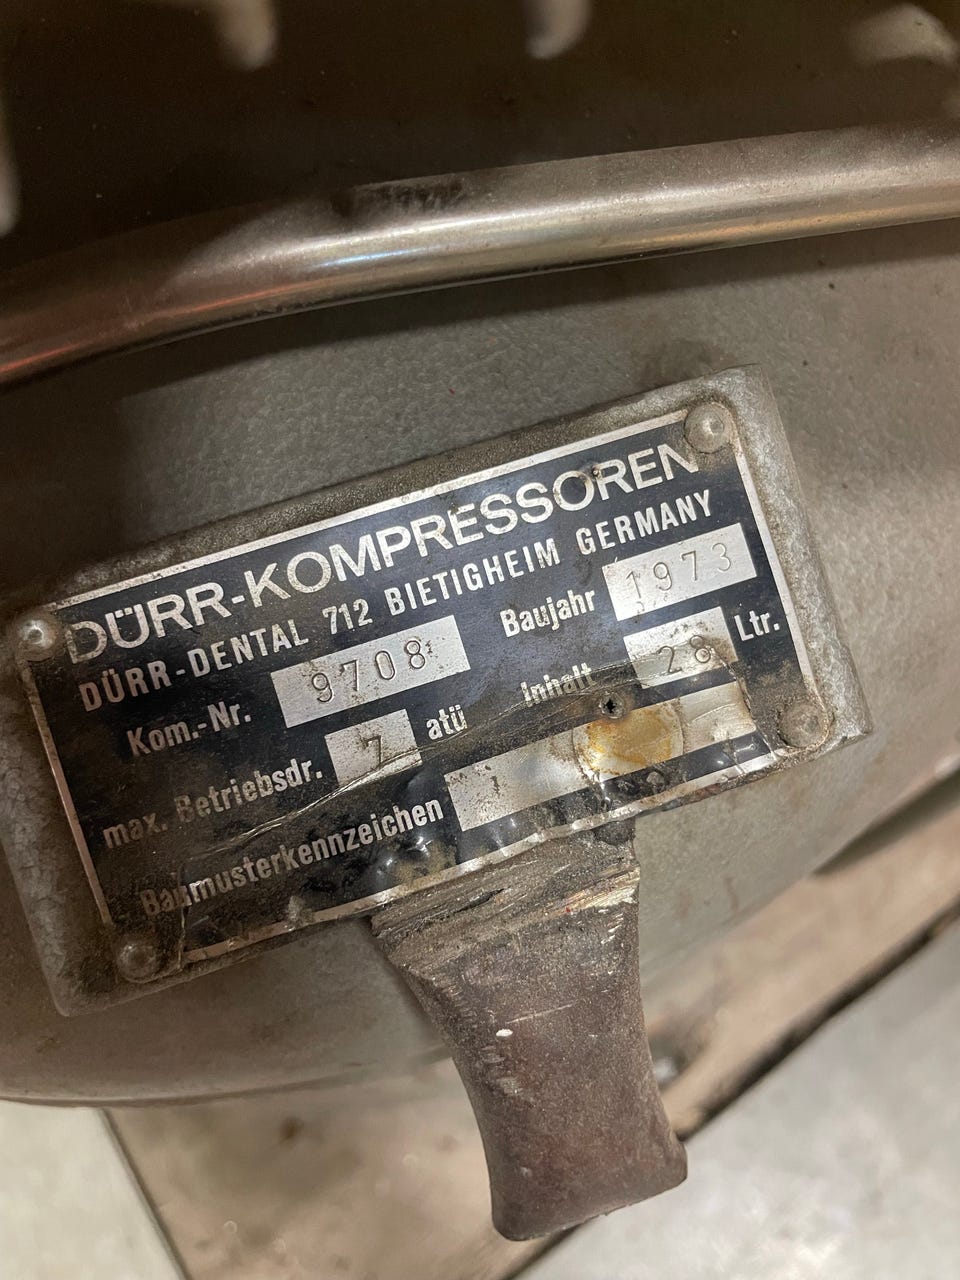 DÜRR-KOMPRESSOREN
DÜRR-DENTAL 712 BIETIGHEIM GERMANY
Kom.-Nr. 9708 Baujahr 1973
max. Betriebsdr. 7 atü Inhalt 28 Ltr.
Baumusterkennzeichen